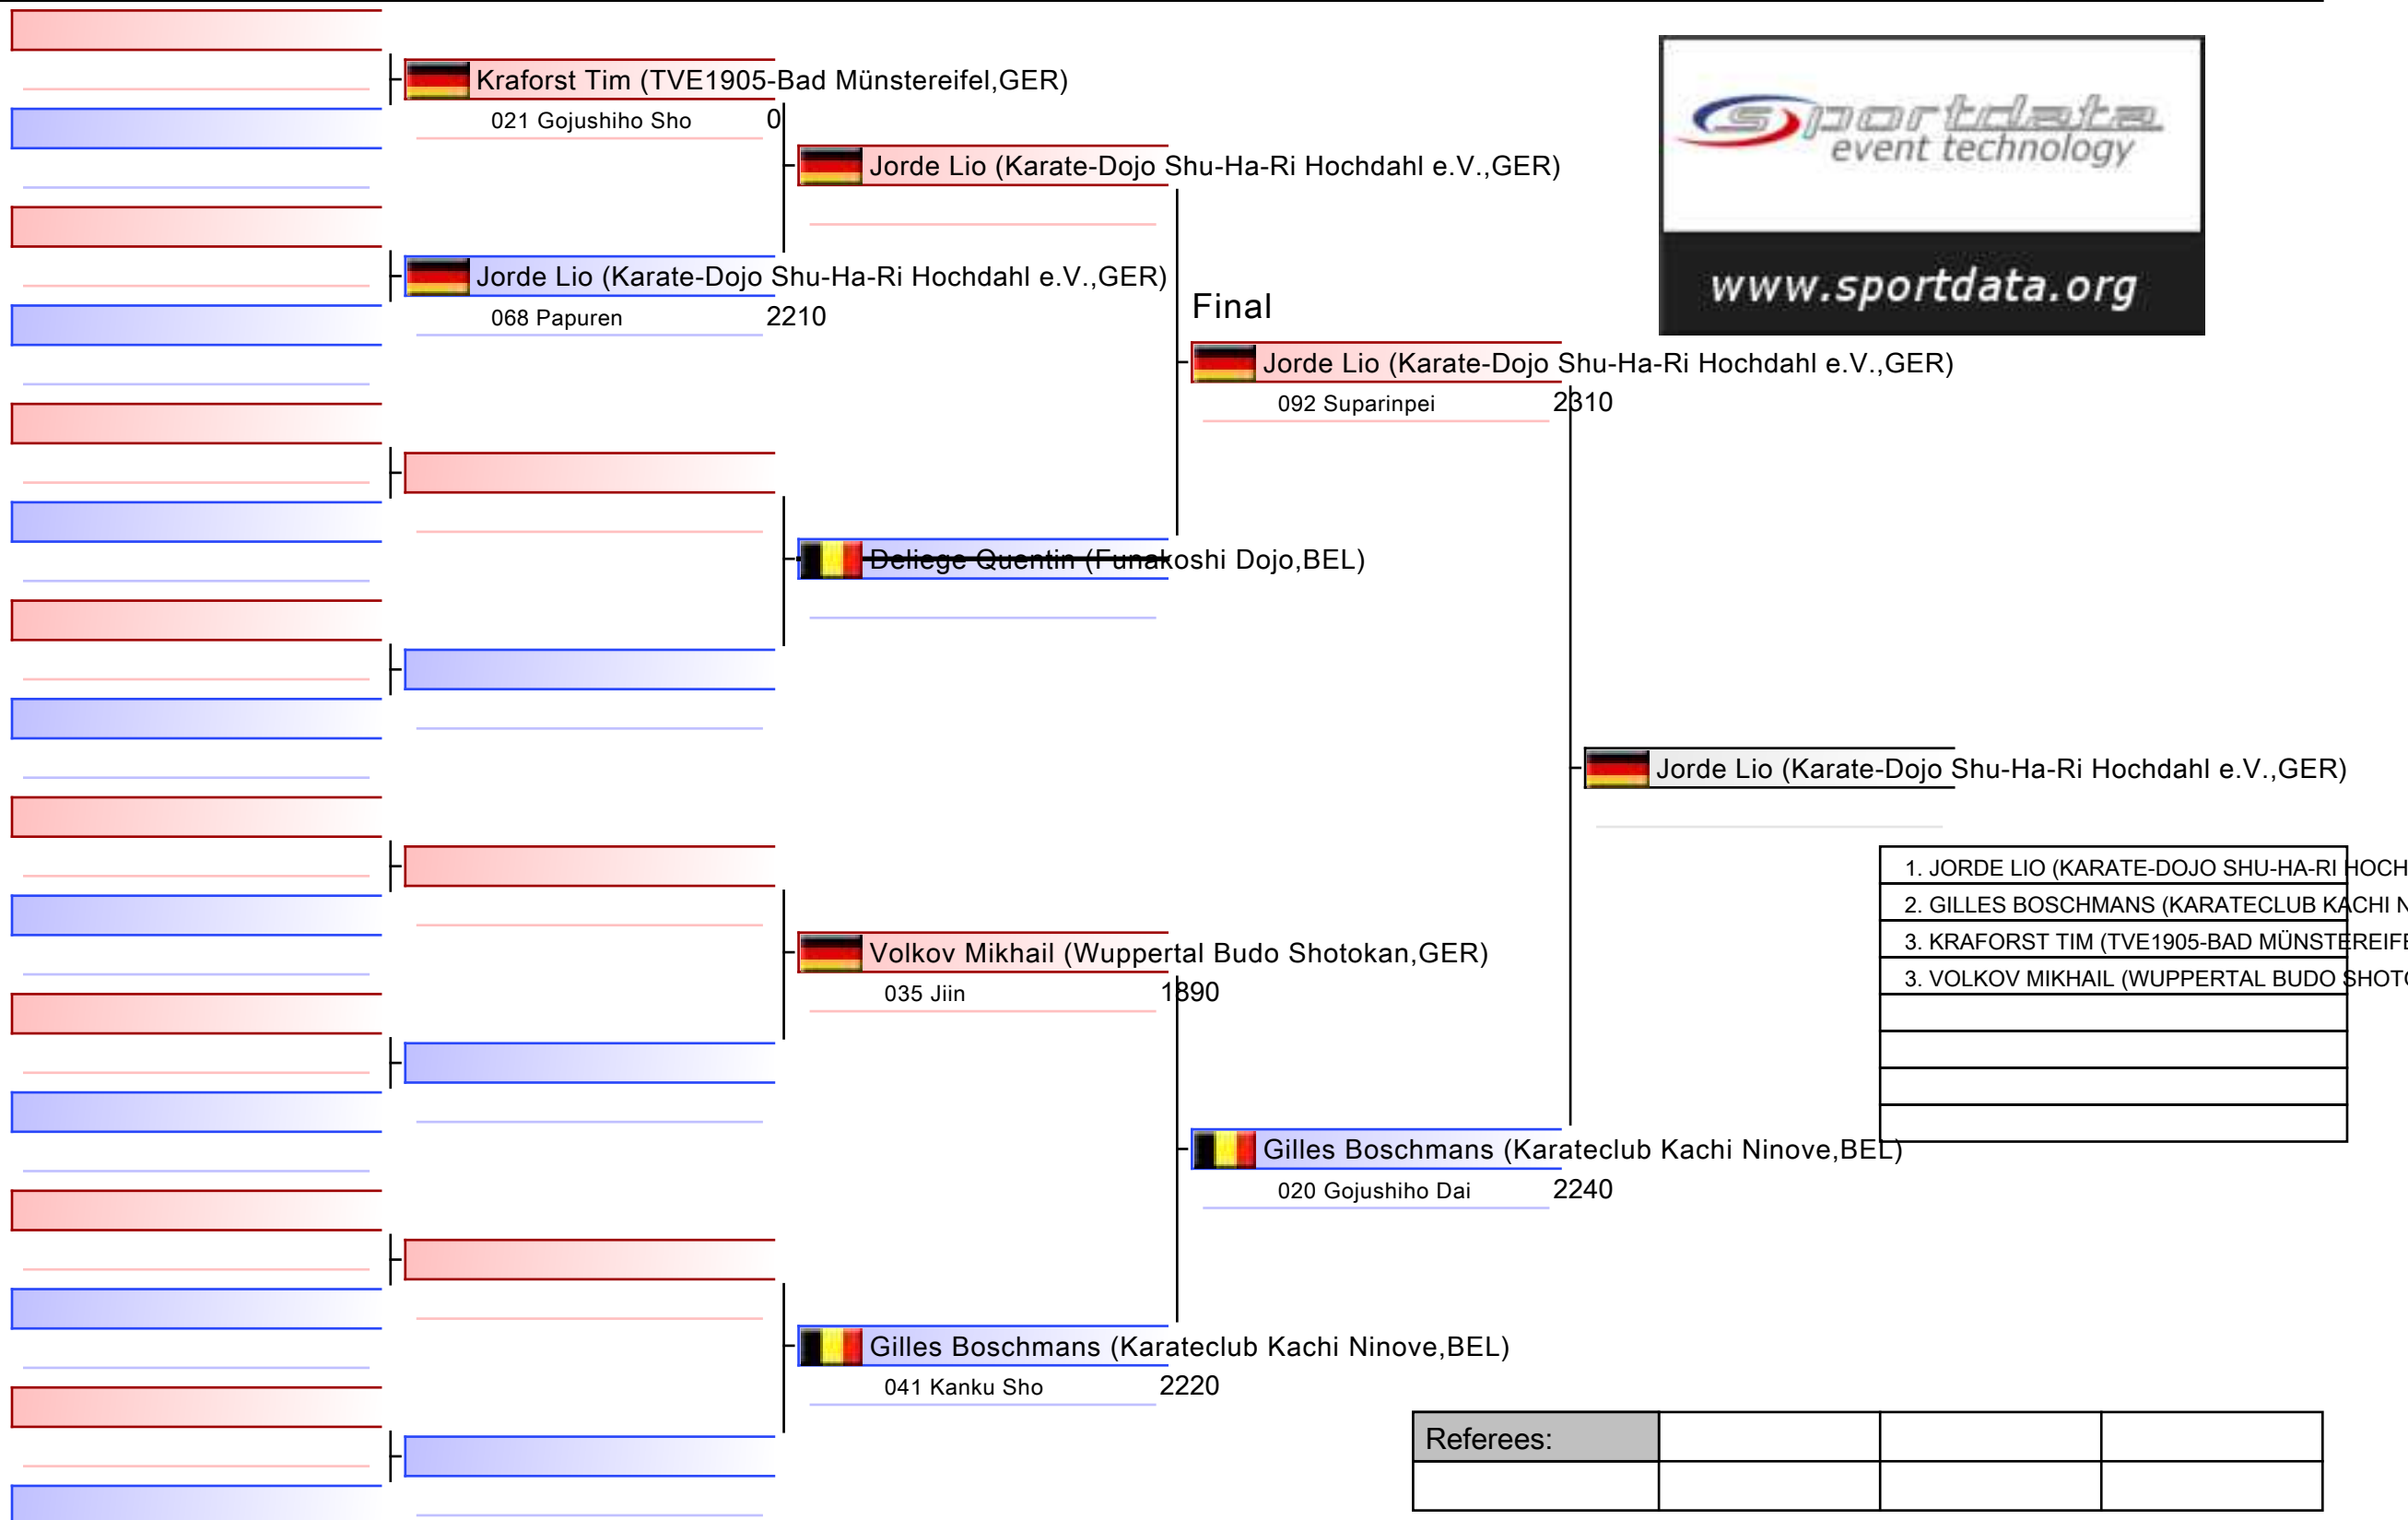 Kraforst Tim (TVE1905-Bad Münstereifel,GER)
021 Gojushiho Sho 0
Jorde Lio (Karate-Dojo Shu-Ha-Ri Hochdahl e.V.,GER)
068 Papuren 2210
Jorde Lio (Karate-Dojo Shu-Ha-Ri Hochdahl e.V.,GER)
Deliege Quentin (Funakoshi Dojo,BEL)
Volkov Mikhail (Wuppertal Budo Shotokan,GER)
035 Jiin 1890
Gilles Boschmans (Karateclub Kachi Ninove,BEL)
041 Kanku Sho 2220
Final
Jorde Lio (Karate-Dojo Shu-Ha-Ri Hochdahl e.V.,GER)
092 Suparinpei 2310
Gilles Boschmans (Karateclub Kachi Ninove,BEL)
020 Gojushiho Dai 2240
Jorde Lio (Karate-Dojo Shu-Ha-Ri Hochdahl e.V.,GER)
sportdata
event technology
www.sportdata.org
1. JORDE LIO (KARATE-DOJO SHU-HA-RI HOCH
2. GILLES BOSCHMANS (KARATECLUB KACHI N
3. KRAFORST TIM (TVE1905-BAD MÜNSTEREIFE
3. VOLKOV MIKHAIL (WUPPERTAL BUDO SHOTO
Referees: